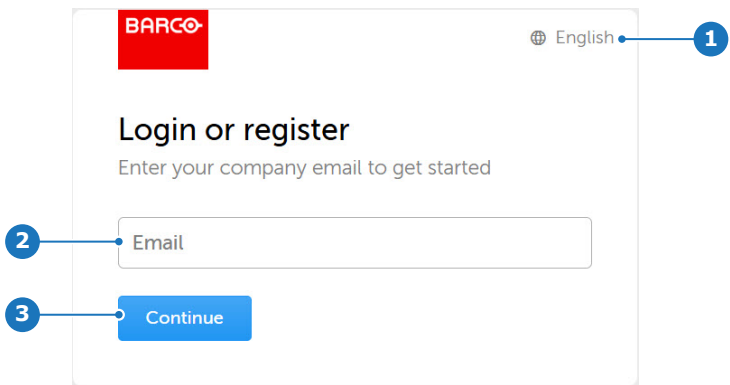 BARCO
English
1
Login or register
Enter your company email to get started
2
Email
3
Continue